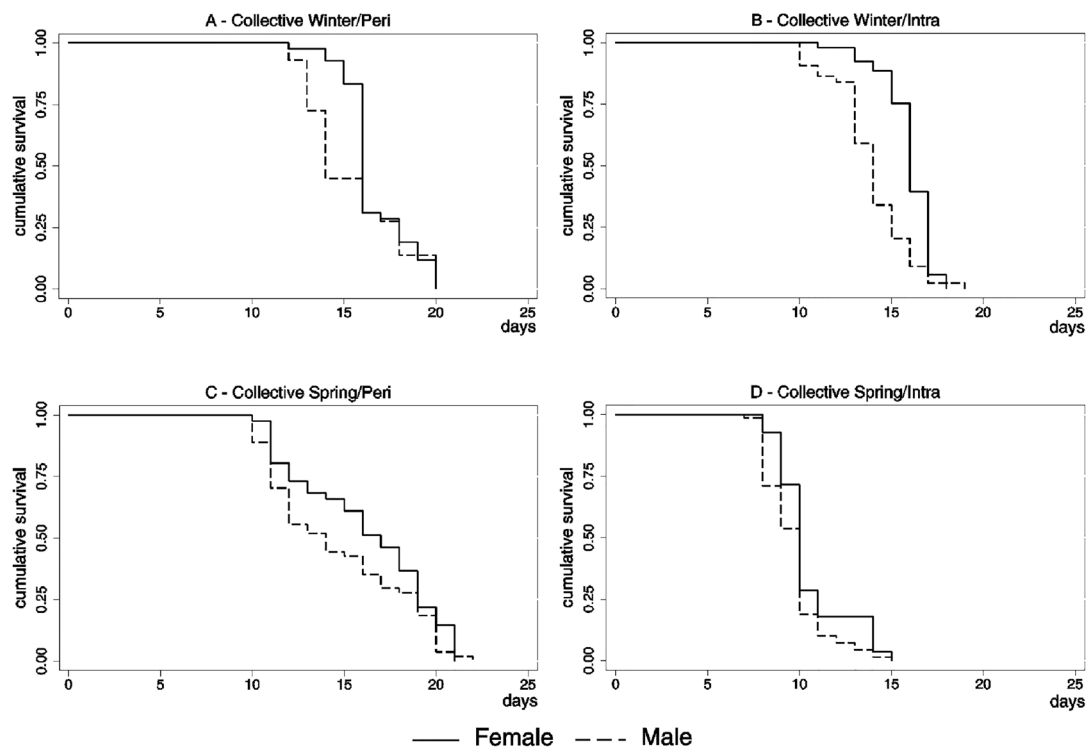 A - Collective Winter/Peri
cumulative survival
1.00
0.75
0.50
0.25
0.00
0 5 10 15 20 25
days
B - Collective Winter/Intra
cumulative survival
1.00
0.75
0.50
0.25
0.00
0 5 10 15 20 25
days
C - Collective Spring/Peri
cumulative survival
1.00
0.75
0.50
0.25
0.00
0 5 10 15 20 25
days
D - Collective Spring/Intra
cumulative survival
1.00
0.75
0.50
0.25
0.00
0 5 10 15 20 25
days
Female Male